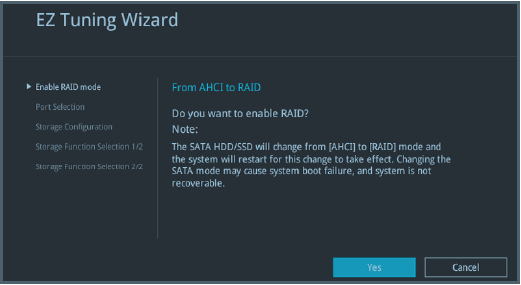 EZ Tuning Wizard
Enable RAID mode
Port Selection
Storage Configuration
Storage Function Selection 1/2
Storage Function Selection 2/2
From AHCI to RAID
Do you want to enable RAID?
Note:
The SATA HDD/SSD will change from [AHCI] to [RAID] mode and
the system will restart for this change to take effect. Changing the
SATA mode may cause system boot failure, and system is not
recoverable.
Yes
Cancel